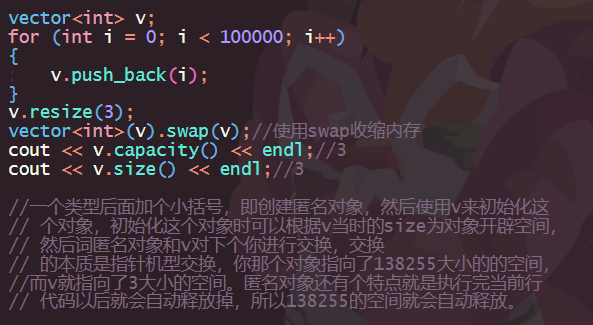 vector<int> v;
for (int i = 0; i < 100000; i++)
{
    v.push_back(i);
}
v.resize(3);
vector<int>(v).swap(v);//使用swap收缩内存
cout << v.capacity() << endl;//3
cout << v.size() << endl;//3

//一个类型后面加个小括号，即创建匿名对象，然后使用v来初始化这
// 个对象，初始化这个对象时可以根据v当时的size为对象开辟空间，
// 然后词匿名对象和v对下个你进行交换，交换
// 的本质是指针机型交换，你那个对象指向了138255大小的的空间，
//而v就指向了3大小的空间。匿名对象还有个特点就是执行完当前行
// 代码以后就会自动释放掉，所以138255的空间就会自动释放。